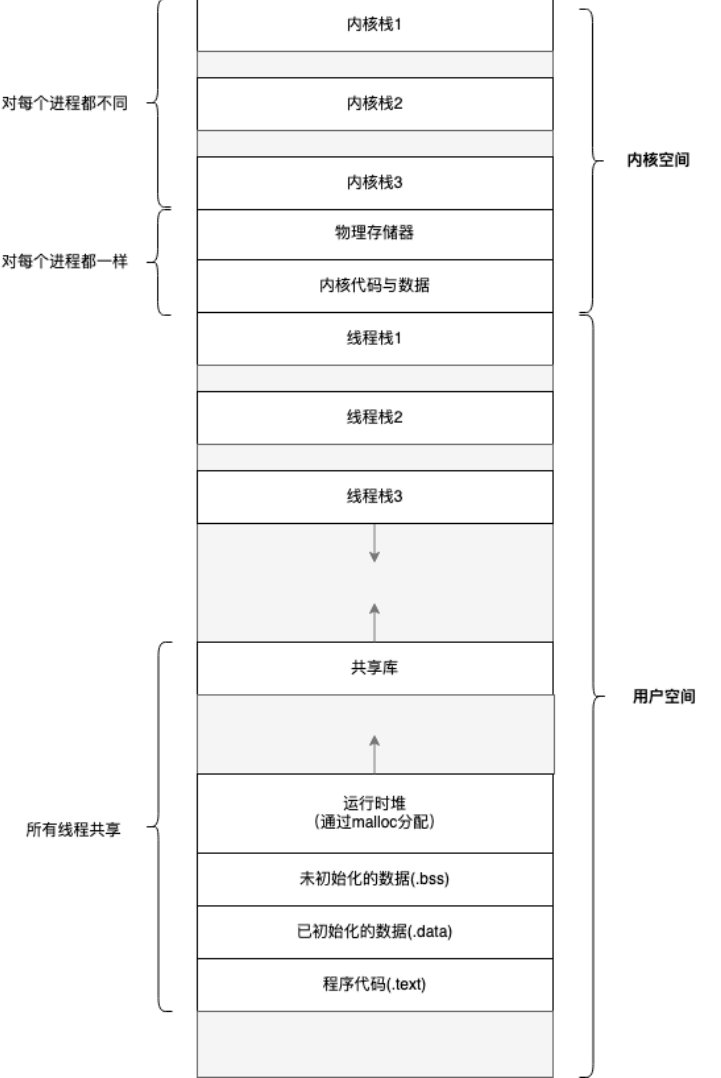 内核栈1
对每个进程都不同
内核栈2
内核空间
内核栈3
物理存储器
对每个进程都一样
内核代码与数据
线程栈1
线程栈2
线程栈3
共享库
用户空间
运行时堆
（通过malloc分配）
所有线程共享
未初始化的数据(.bss)
已初始化的数据(.data)
程序代码(.text)